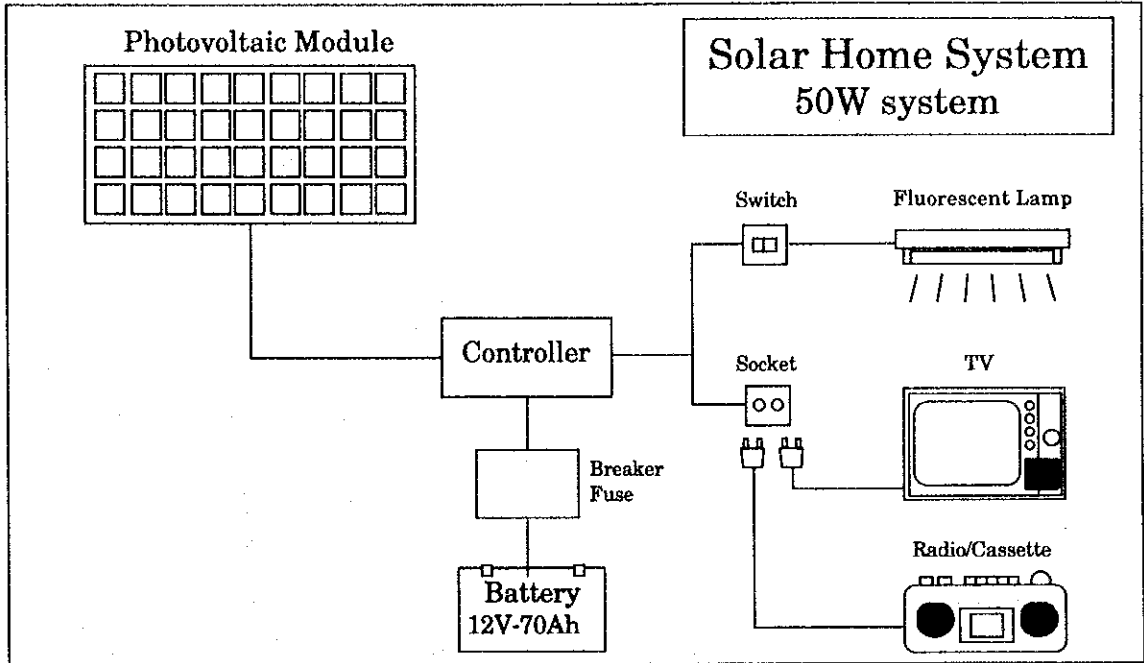 Photovoltaic Module
Solar Home System
50W system
Switch
Fluorescent Lamp
Controller
Socket
TV
Breaker
Fuse
Radio/Cassette
Battery
12V-70Ah